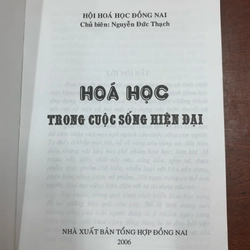 HỘI HOÁ HỌC ĐỒNG NAI
Chủ biên: Nguyễn Đức Thạch
HOÁ HỌC
TRONG CUỘC SỐNG HIỆN ĐẠI
NHÀ XUẤT BẢN TỔNG HỢP ĐỒNG NAI
2006